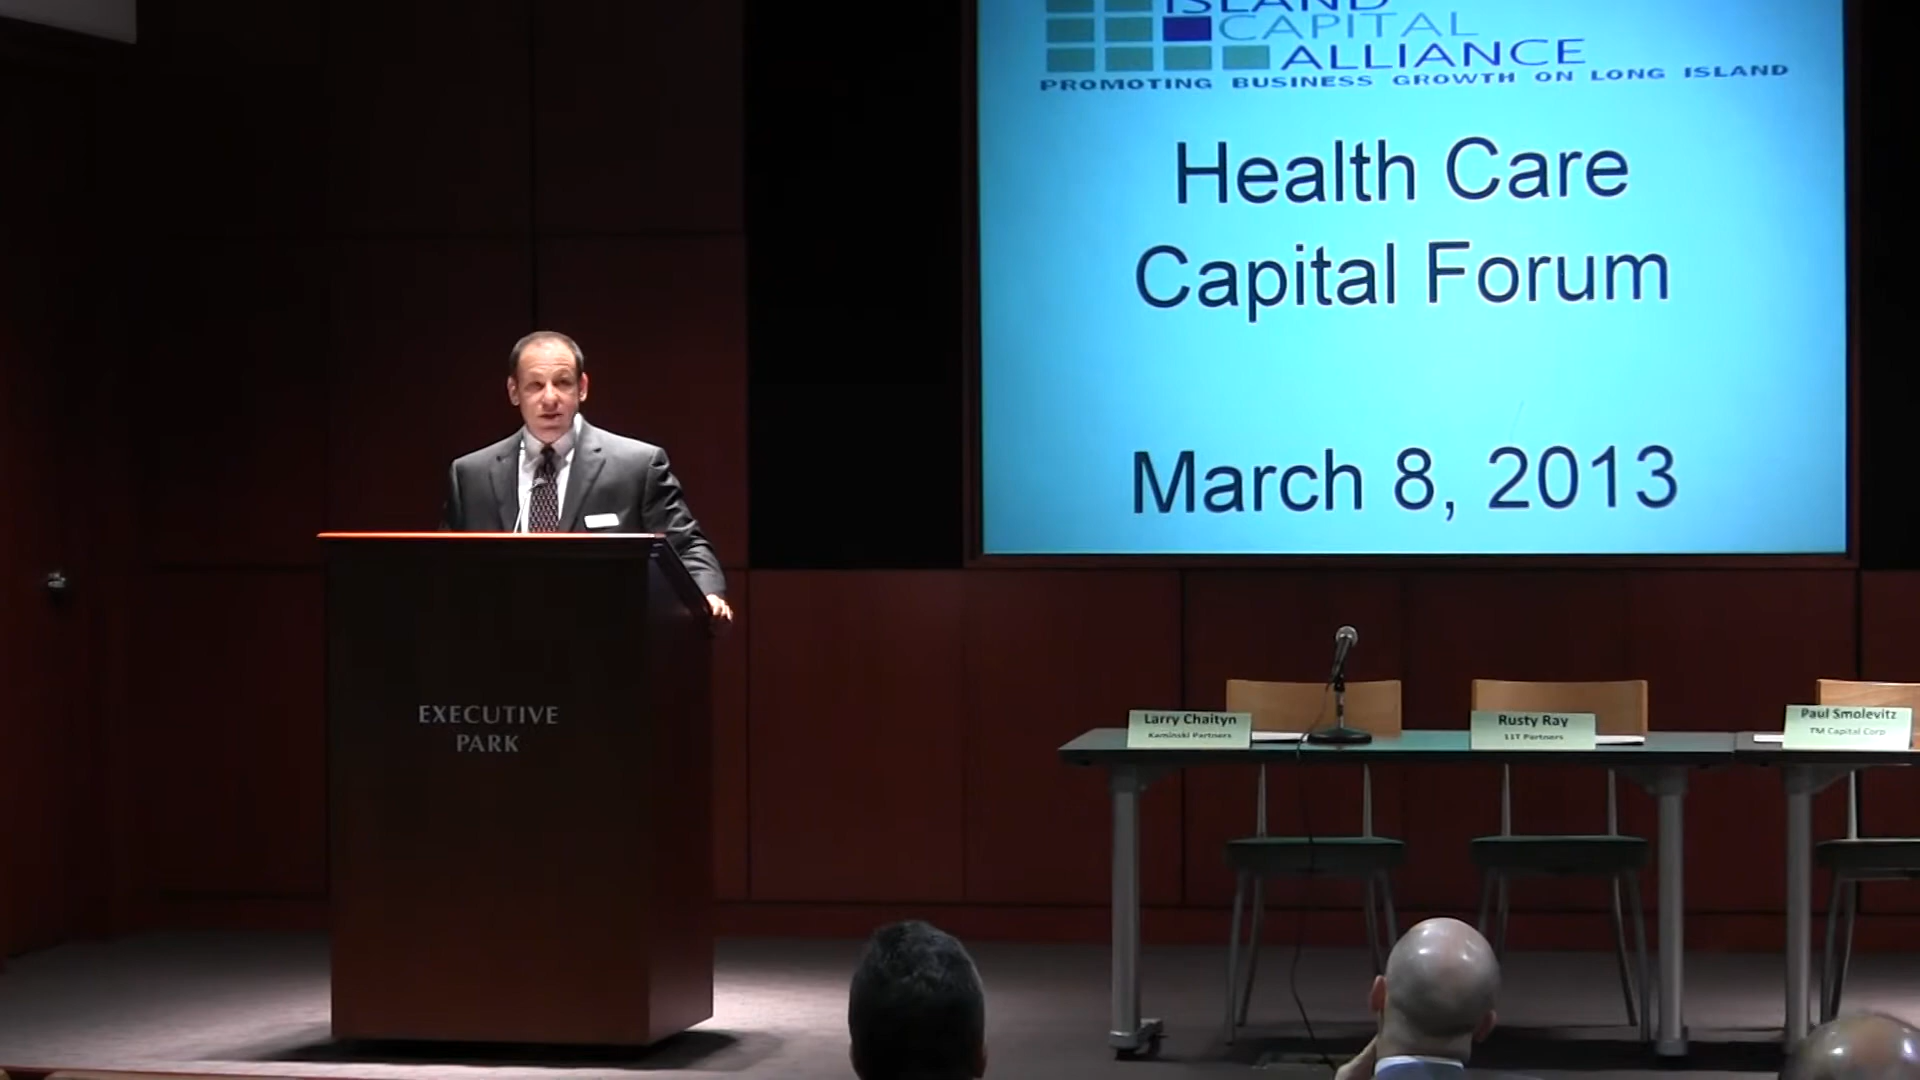 ISLAND
CAPITAL
ALLIANCE
PROMOTING BUSINESS GROWTH ON LONG ISLAND
Health Care
Capital Forum
March 8, 2013
EXECUTIVE
PARK
Larry Chaityn
Kaminski Partners
Rusty Ray
11T Partners
Paul Smolevitz
TM Capital Corp